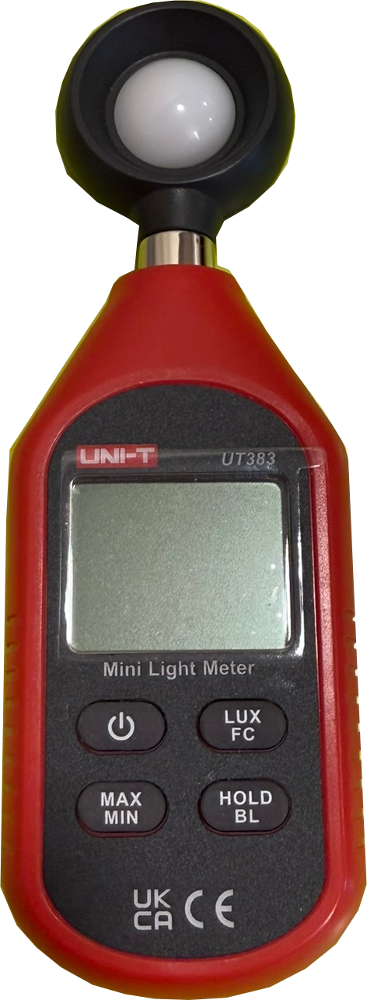 UNI-T UT383
Mini Light Meter
LUX
FC
MAX
MIN
HOLD
BL
UK
CA CE